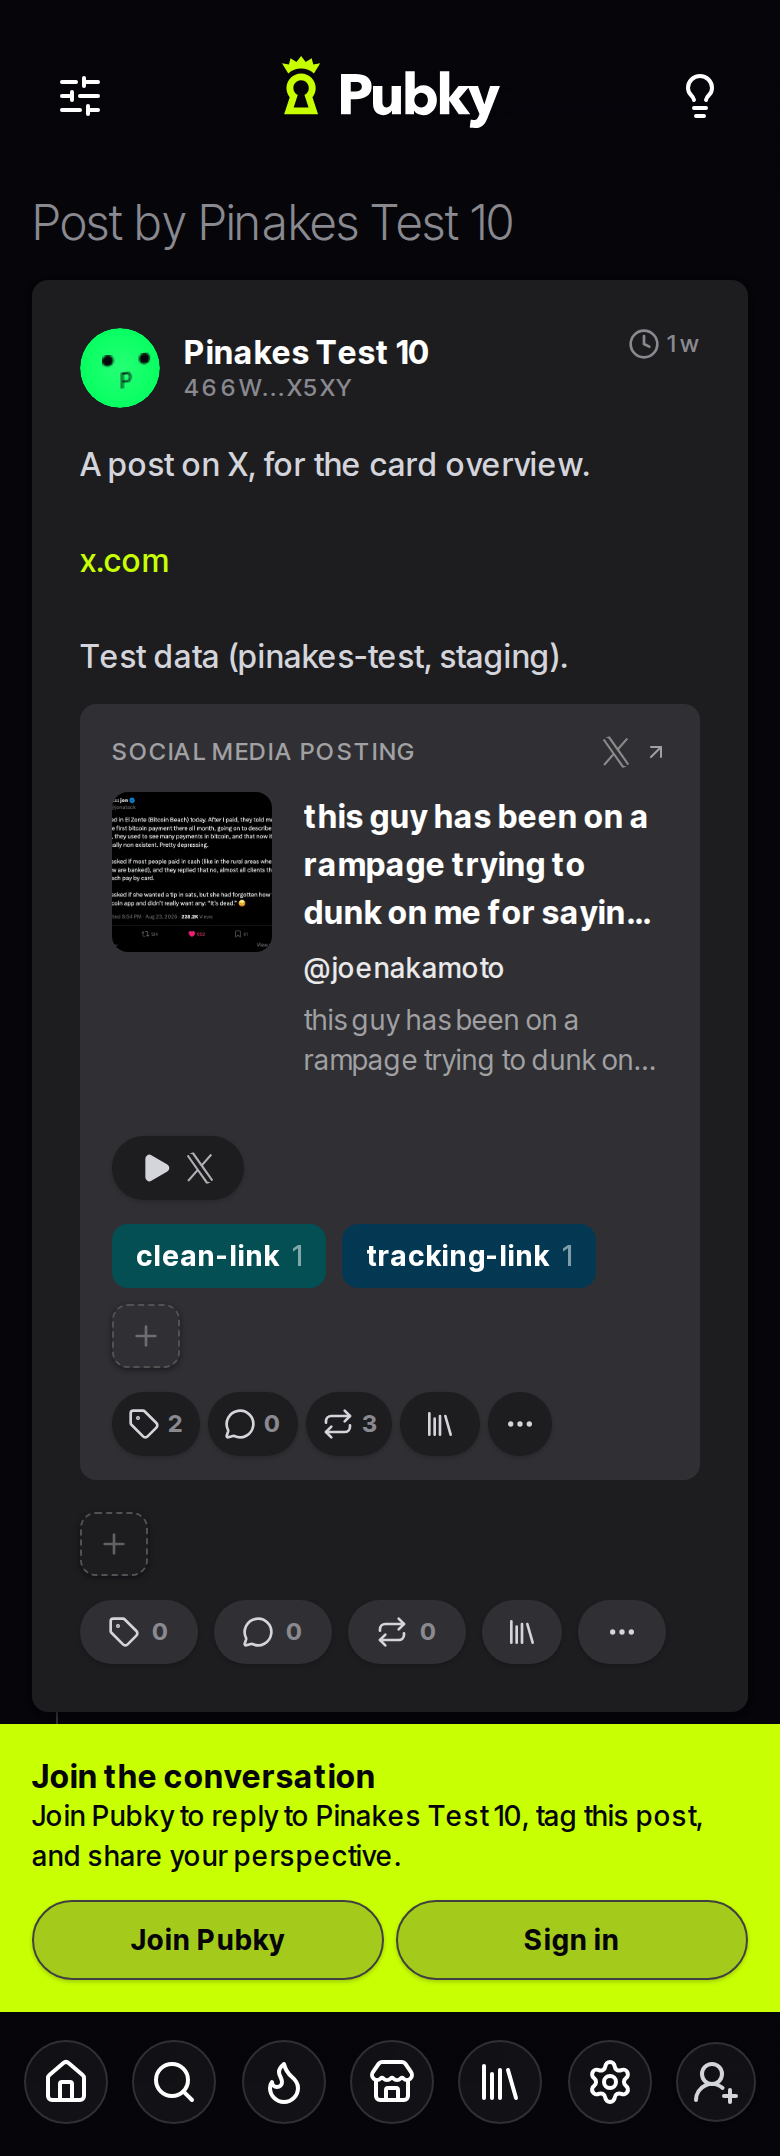 Pubky
Post by Pinakes Test 10
Pinakes Test 10
466W...X5XY
1w
A post on X, for the card overview.
x.com
Test data (pinakes-test, staging).
SOCIAL MEDIA POSTING
this guy has been on a
rampage trying to
dunk on me for sayin...
@joenakamoto
this guy has been on a
rampage trying to dunk on...
clean-link 1
tracking-link 1
2
0
3
0
0
0
Join the conversation
Join Pubky to reply to Pinakes Test 10, tag this post,
and share your perspective.
Join Pubky
Sign in